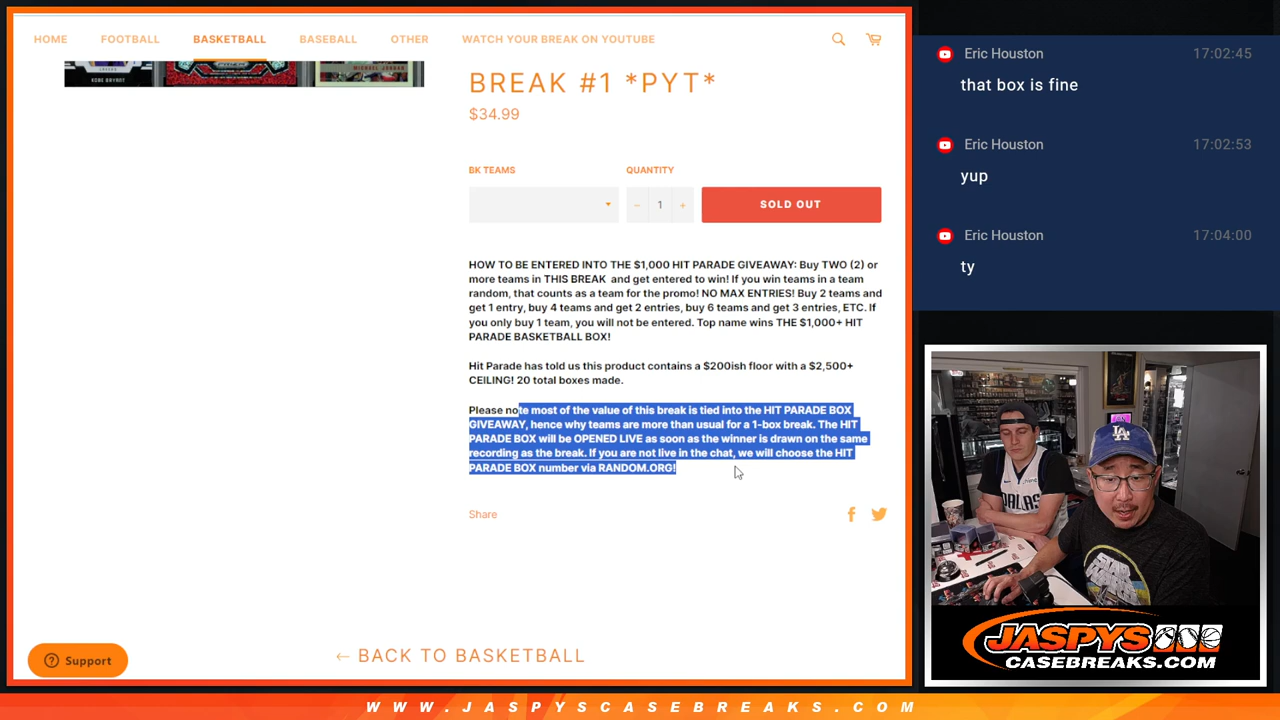 HOME FOOTBALL BASKETBALL BASEBALL OTHER WATCH YOUR BREAK ON YOUTUBE
KOBE BRYANT
MICHAEL JORDAN
BREAK #1 *PYT*
$34.99
BK TEAMS QUANTITY
− 1 + SOLD OUT
HOW TO BE ENTERED INTO THE $1,000 HIT PARADE GIVEAWAY: Buy TWO (2) or
more teams in THIS BREAK and get entered to win! If you win teams in a team
random, that counts as a team for the promo! NO MAX ENTRIES! Buy 2 teams and
get 1 entry, buy 4 teams and get 2 entries, buy 6 teams and get 3 entries, ETC. If
you only buy 1 team, you will not be entered. Top name wins THE $1,000+ HIT
PARADE BASKETBALL BOX!
Hit Parade has told us this product contains a $200ish floor with a $2,500+
CEILING! 20 total boxes made.
Please note most of the value of this break is tied into the HIT PARADE BOX
GIVEAWAY, hence why teams are more than usual for a 1-box break. The HIT
PARADE BOX will be OPENED LIVE as soon as the winner is drawn on the same
recording as the break. If you are not live in the chat, we will choose the HIT
PARADE BOX number via RANDOM.ORG!
Share
← BACK TO BASKETBALL
Support
Eric Houston 17:02:45
that box is fine
Eric Houston 17:02:53
yup
Eric Houston 17:04:00
ty
LA
DALLAS
STAR
JASPYS
CASEBREAKS.COM
WWW.JASPYSCASEBREAKS.COM